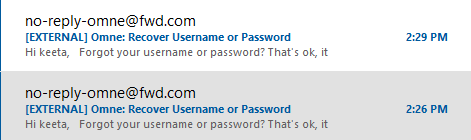 no-reply-omne@fwd.com
[EXTERNAL] Omne: Recover Username or Password 2:29 PM
Hi keeta, Forgot your username or password? That's ok, it
no-reply-omne@fwd.com
[EXTERNAL] Omne: Recover Username or Password 2:26 PM
Hi keeta, Forgot your username or password? That's ok, it